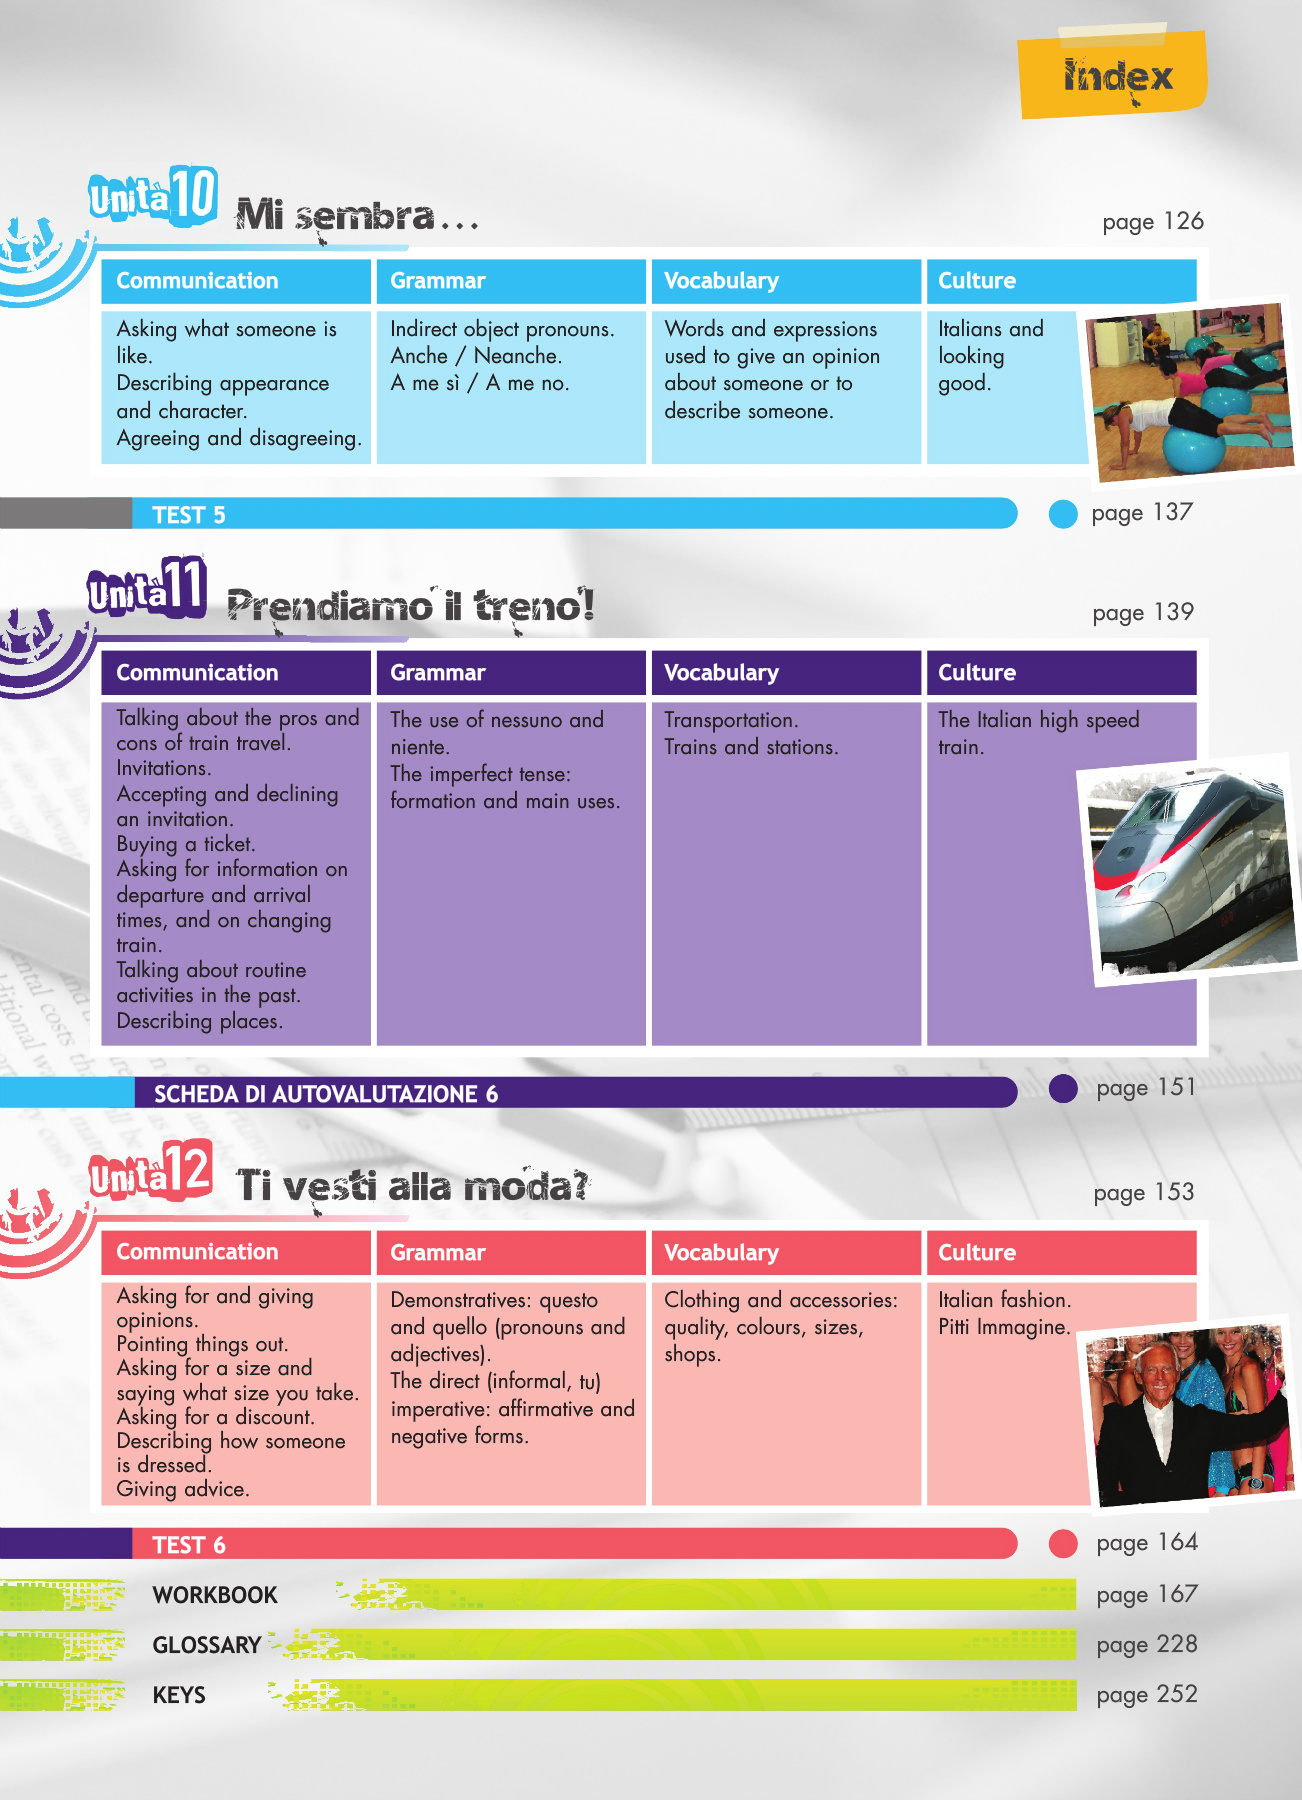 Index
Unità 10 Mi sembra... page 126
Communication
Asking what someone is
like.
Describing appearance
and character.
Agreeing and disagreeing.
Grammar
Indirect object pronouns.
Anche / Neanche.
A me sì / A me no.
Vocabulary
Words and expressions
used to give an opinion
about someone or to
describe someone.
Culture
Italians and
looking
good.
TEST 5 page 137
Unità 11 Prendiamo il treno! page 139
Communication
Talking about the pros and
cons of train travel.
Invitations.
Accepting and declining
an invitation.
Buying a ticket.
Asking for information on
departure and arrival
times, and on changing
train.
Talking about routine
activities in the past.
Describing places.
Grammar
The use of nessuno and
niente.
The imperfect tense:
formation and main uses.
Vocabulary
Transportation.
Trains and stations.
Culture
The Italian high speed
train.
SCHEDA DI AUTOVALUTAZIONE 6 page 151
Unità 12 Ti vesti alla moda? page 153
Communication
Asking for and giving
opinions.
Pointing things out.
Asking for a size and
saying what size you take.
Asking for a discount.
Describing how someone
is dressed.
Giving advice.
Grammar
Demonstratives: questo
and quello (pronouns and
adjectives).
The direct (informal, tu)
imperative: affirmative and
negative forms.
Vocabulary
Clothing and accessories:
quality, colours, sizes,
shops.
Culture
Italian fashion.
Pitti Immagine.
TEST 6 page 164
WORKBOOK page 167
GLOSSARY page 228
KEYS page 252